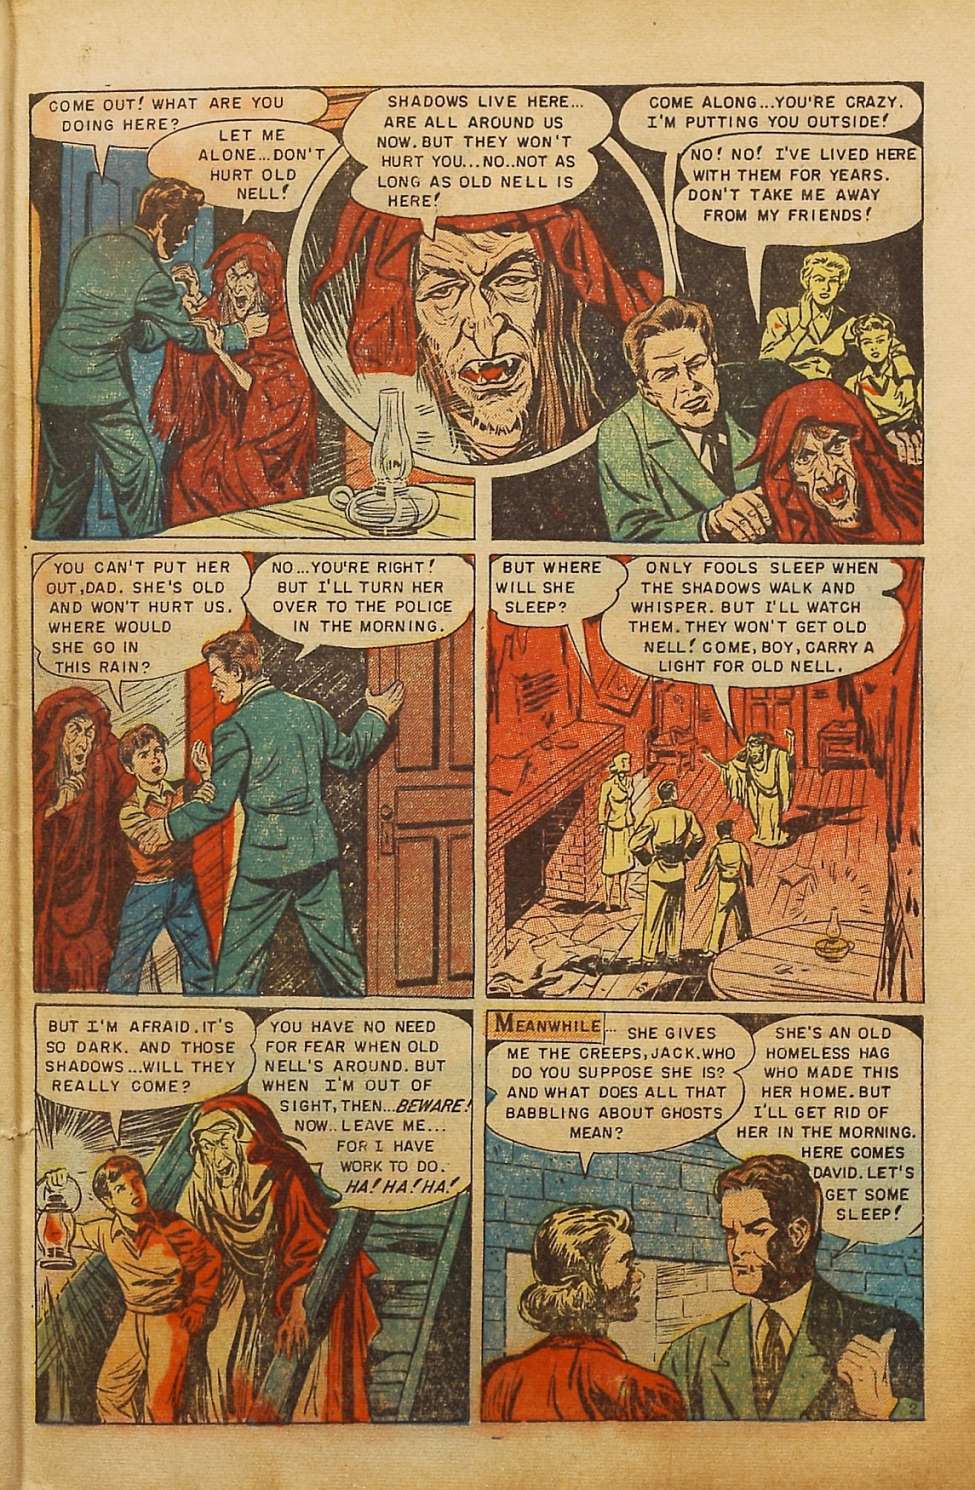 COME OUT! WHAT ARE YOU
DOING HERE?
LET ME
ALONE...DON'T
HURT OLD
NELL!
SHADOWS LIVE HERE...
ARE ALL AROUND US
NOW. BUT THEY WON'T
HURT YOU...NO..NOT AS
LONG AS OLD NELL IS
HERE!
COME ALONG...YOU'RE CRAZY.
I'M PUTTING YOU OUTSIDE!
NO! NO! I'VE LIVED HERE
WITH THEM FOR YEARS.
DON'T TAKE ME AWAY
FROM MY FRIENDS!
YOU CAN'T PUT HER
OUT, DAD. SHE'S OLD
AND WON'T HURT US.
WHERE WOULD
SHE GO IN
THIS RAIN?
NO...YOU'RE RIGHT!
BUT I'LL TURN HER
OVER TO THE POLICE
IN THE MORNING.
BUT WHERE
WILL SHE
SLEEP?
ONLY FOOLS SLEEP WHEN
THE SHADOWS WALK AND
WHISPER. BUT I'LL WATCH
THEM. THEY WON'T GET OLD
NELL! COME, BOY, CARRY A
LIGHT FOR OLD NELL.
BUT I'M AFRAID. IT'S
SO DARK. AND THOSE
SHADOWS...WILL THEY
REALLY COME?
YOU HAVE NO NEED
FOR FEAR WHEN OLD
NELL'S AROUND. BUT
WHEN I'M OUT OF
SIGHT, THEN...BEWARE!
NOW..LEAVE ME...
FOR I HAVE
WORK TO DO.
HA! HA! HA!
MEANWHILE... SHE GIVES
ME THE CREEPS, JACK. WHO
DO YOU SUPPOSE SHE IS?
AND WHAT DOES ALL THAT
BABBLING ABOUT GHOSTS
MEAN?
SHE'S AN OLD
HOMELESS HAG
WHO MADE THIS
HER HOME. BUT
I'LL GET RID OF
HER IN THE MORNING.
HERE COMES
DAVID. LET'S
GET SOME
SLEEP!
2